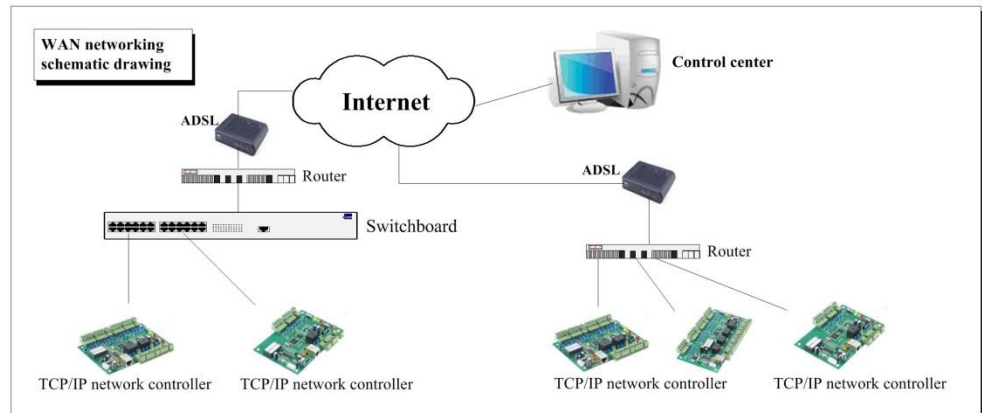 WAN networking
schematic drawing
Internet
Control center
ADSL
Router
Switchboard
TCP/IP network controller
TCP/IP network controller
ADSL
Router
TCP/IP network controller
TCP/IP network controller